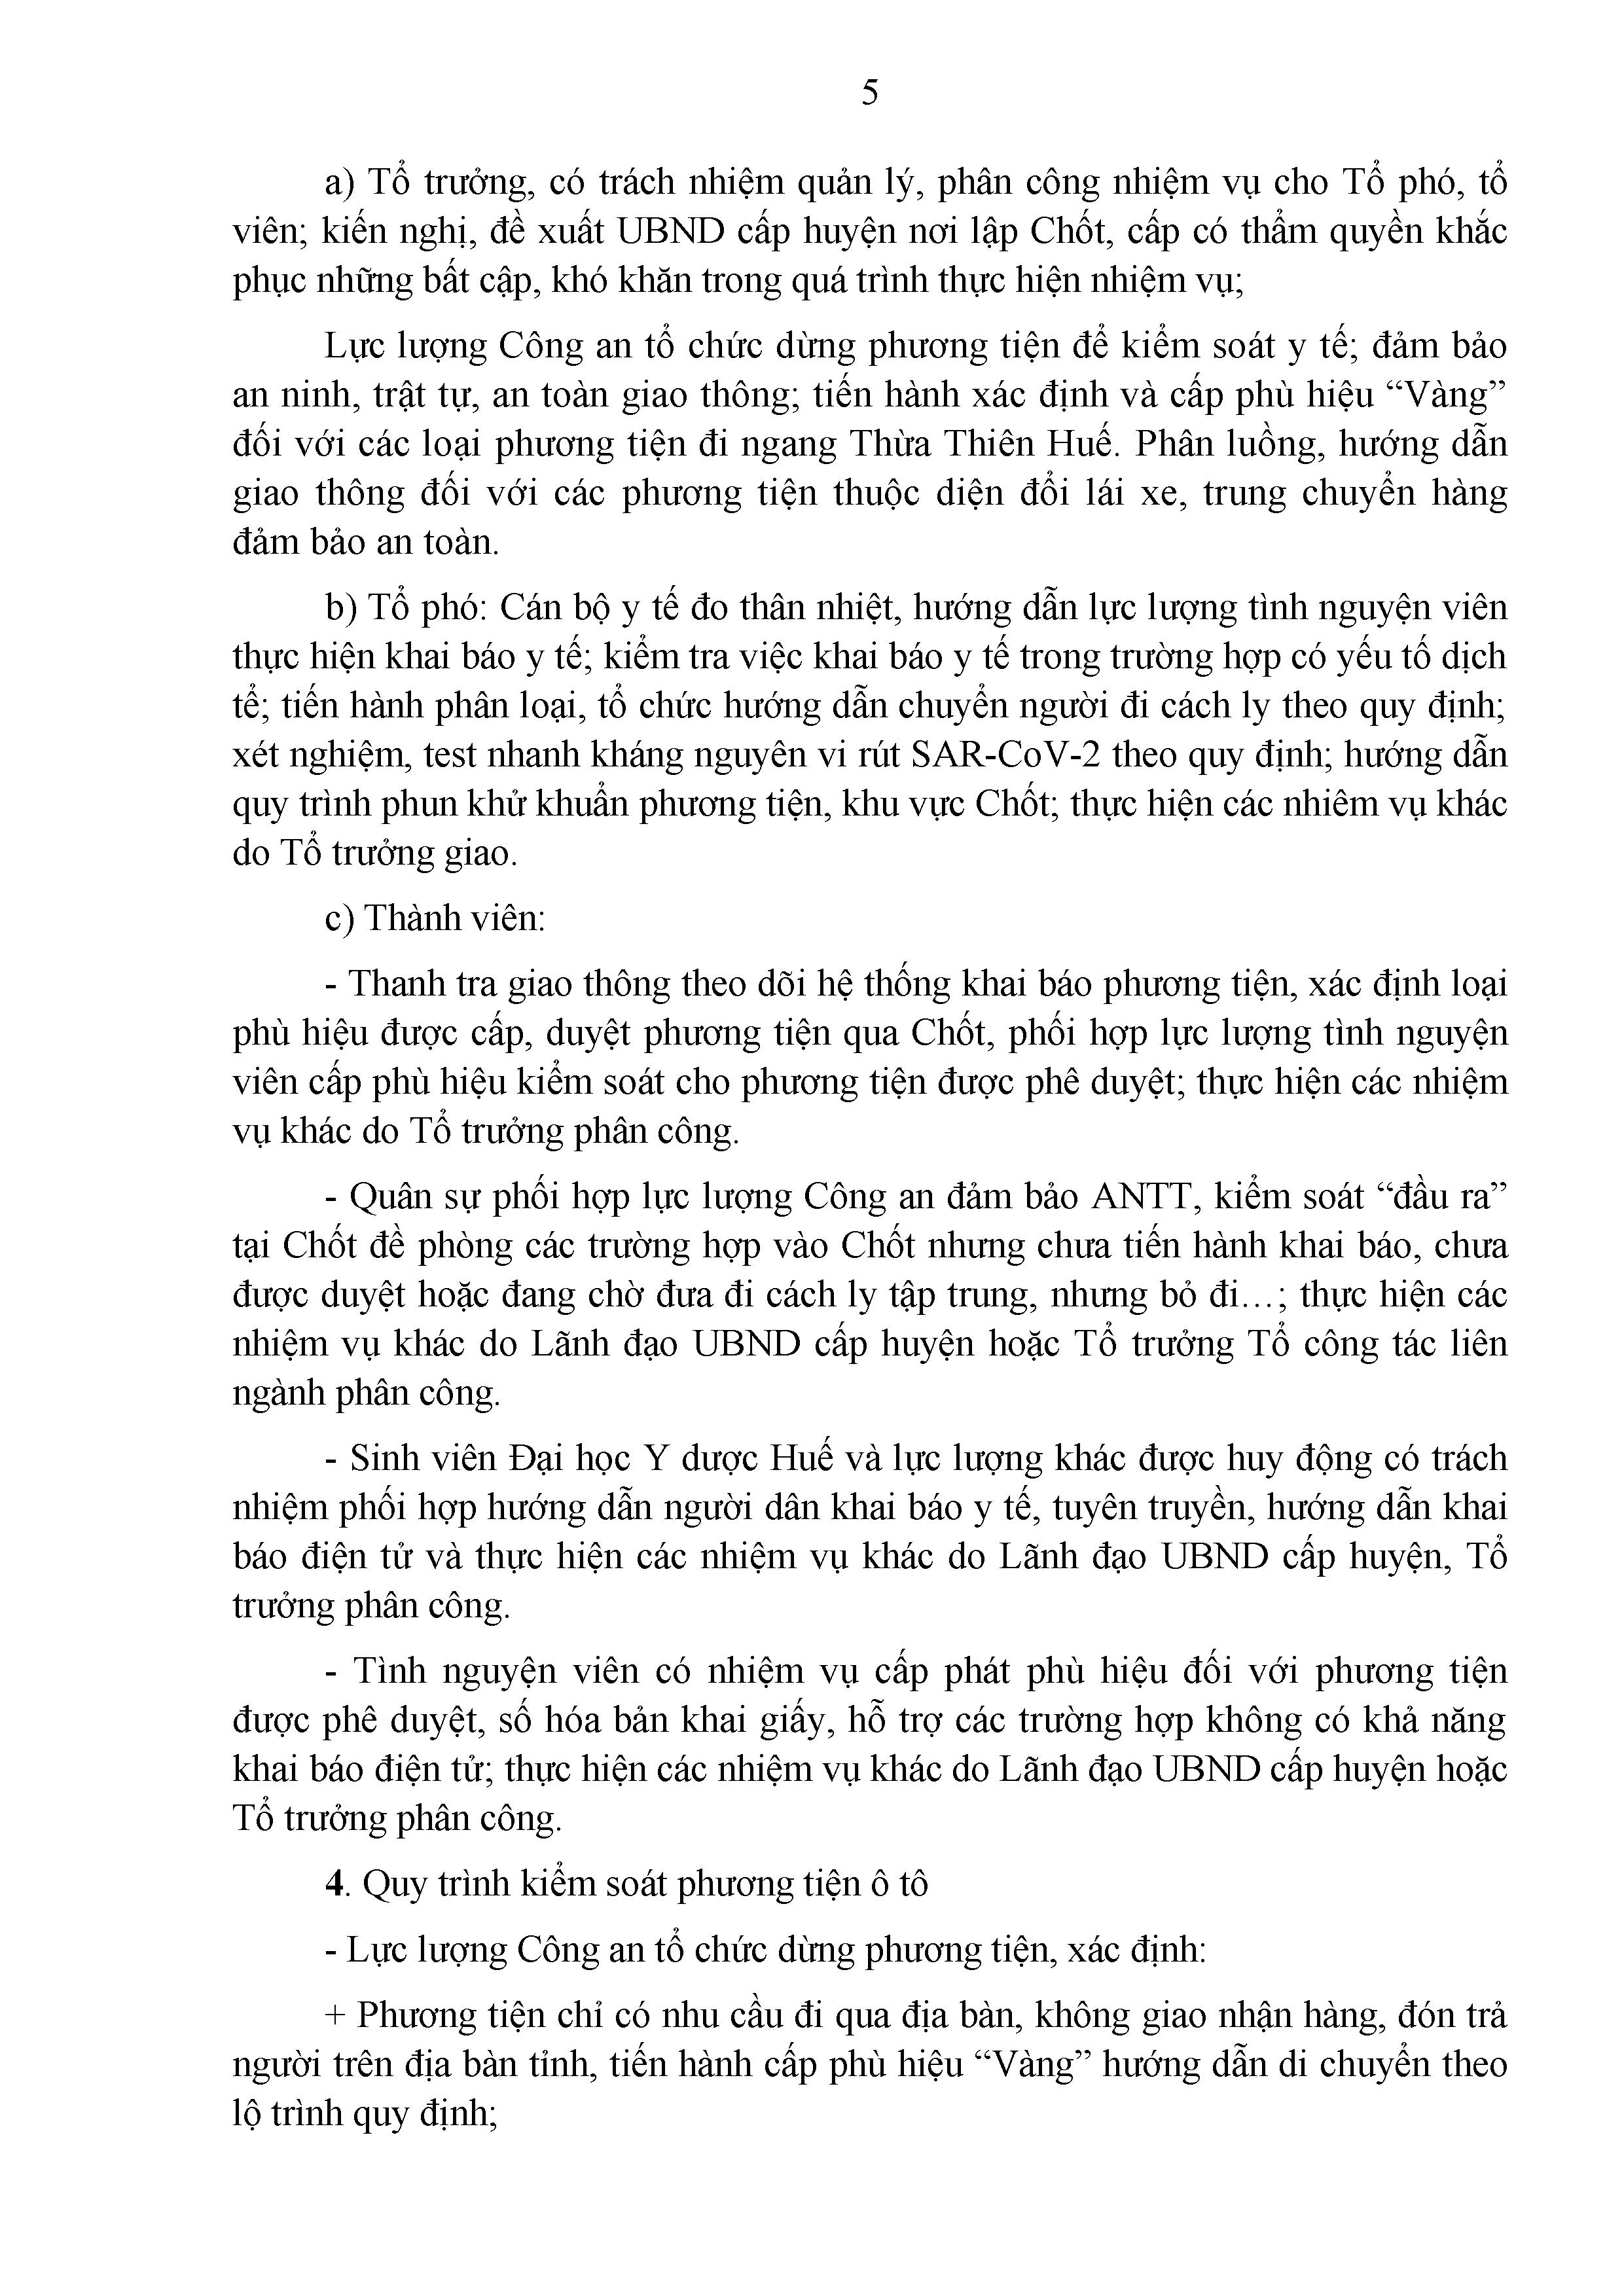 5
a) Tổ trưởng, có trách nhiệm quản lý, phân công nhiệm vụ cho Tổ phó, tổ
viên; kiến nghị, đề xuất UBND cấp huyện nơi lập Chốt, cấp có thẩm quyền khắc
phục những bất cập, khó khăn trong quá trình thực hiện nhiệm vụ;
Lực lượng Công an tổ chức dừng phương tiện để kiểm soát y tế; đảm bảo
an ninh, trật tự, an toàn giao thông; tiến hành xác định và cấp phù hiệu “Vàng”
đối với các loại phương tiện đi ngang Thừa Thiên Huế. Phân luồng, hướng dẫn
giao thông đối với các phương tiện thuộc diện đổi lái xe, trung chuyển hàng
đảm bảo an toàn.
b) Tổ phó: Cán bộ y tế đo thân nhiệt, hướng dẫn lực lượng tình nguyện viên
thực hiện khai báo y tế; kiểm tra việc khai báo y tế trong trường hợp có yếu tố dịch
tể; tiến hành phân loại, tổ chức hướng dẫn chuyển người đi cách ly theo quy định;
xét nghiệm, test nhanh kháng nguyên vi rút SAR-CoV-2 theo quy định; hướng dẫn
quy trình phun khử khuẩn phương tiện, khu vực Chốt; thực hiện các nhiêm vụ khác
do Tổ trưởng giao.
c) Thành viên:
- Thanh tra giao thông theo dõi hệ thống khai báo phương tiện, xác định loại
phù hiệu được cấp, duyệt phương tiện qua Chốt, phối hợp lực lượng tình nguyện
viên cấp phù hiệu kiểm soát cho phương tiện được phê duyệt; thực hiện các nhiệm
vụ khác do Tổ trưởng phân công.
- Quân sự phối hợp lực lượng Công an đảm bảo ANTT, kiểm soát “đầu ra”
tại Chốt đề phòng các trường hợp vào Chốt nhưng chưa tiến hành khai báo, chưa
được duyệt hoặc đang chờ đưa đi cách ly tập trung, nhưng bỏ đi…; thực hiện các
nhiệm vụ khác do Lãnh đạo UBND cấp huyện hoặc Tổ trưởng Tổ công tác liên
ngành phân công.
- Sinh viên Đại học Y dược Huế và lực lượng khác được huy động có trách
nhiệm phối hợp hướng dẫn người dân khai báo y tế, tuyên truyền, hướng dẫn khai
báo điện tử và thực hiện các nhiệm vụ khác do Lãnh đạo UBND cấp huyện, Tổ
trưởng phân công.
- Tình nguyện viên có nhiệm vụ cấp phát phù hiệu đối với phương tiện
được phê duyệt, số hóa bản khai giấy, hỗ trợ các trường hợp không có khả năng
khai báo điện tử; thực hiện các nhiệm vụ khác do Lãnh đạo UBND cấp huyện hoặc
Tổ trưởng phân công.
4. Quy trình kiểm soát phương tiện ô tô
- Lực lượng Công an tổ chức dừng phương tiện, xác định:
+ Phương tiện chỉ có nhu cầu đi qua địa bàn, không giao nhận hàng, đón trả
người trên địa bàn tỉnh, tiến hành cấp phù hiệu “Vàng” hướng dẫn di chuyển theo
lộ trình quy định;